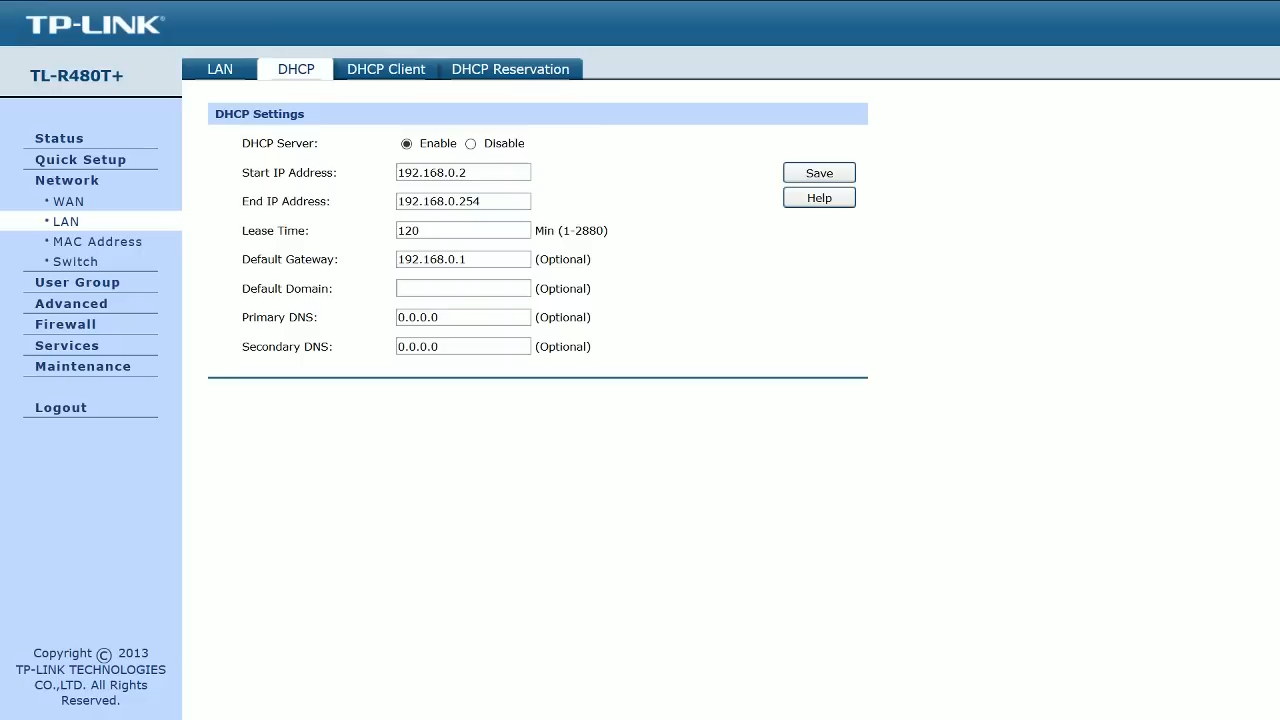 TP-LINK
TL-R480T+
LAN DHCP DHCP Client DHCP Reservation
Status
Quick Setup
Network
• WAN
• LAN
• MAC Address
• Switch
User Group
Advanced
Firewall
Services
Maintenance
Logout
Copyright © 2013
TP-LINK TECHNOLOGIES
CO.,LTD. All Rights
Reserved.
DHCP Settings
DHCP Server: Enable Disable
Start IP Address: 192.168.0.2
End IP Address: 192.168.0.254
Lease Time: 120 Min (1-2880)
Default Gateway: 192.168.0.1 (Optional)
Default Domain: (Optional)
Primary DNS: 0.0.0.0 (Optional)
Secondary DNS: 0.0.0.0 (Optional)
Save
Help